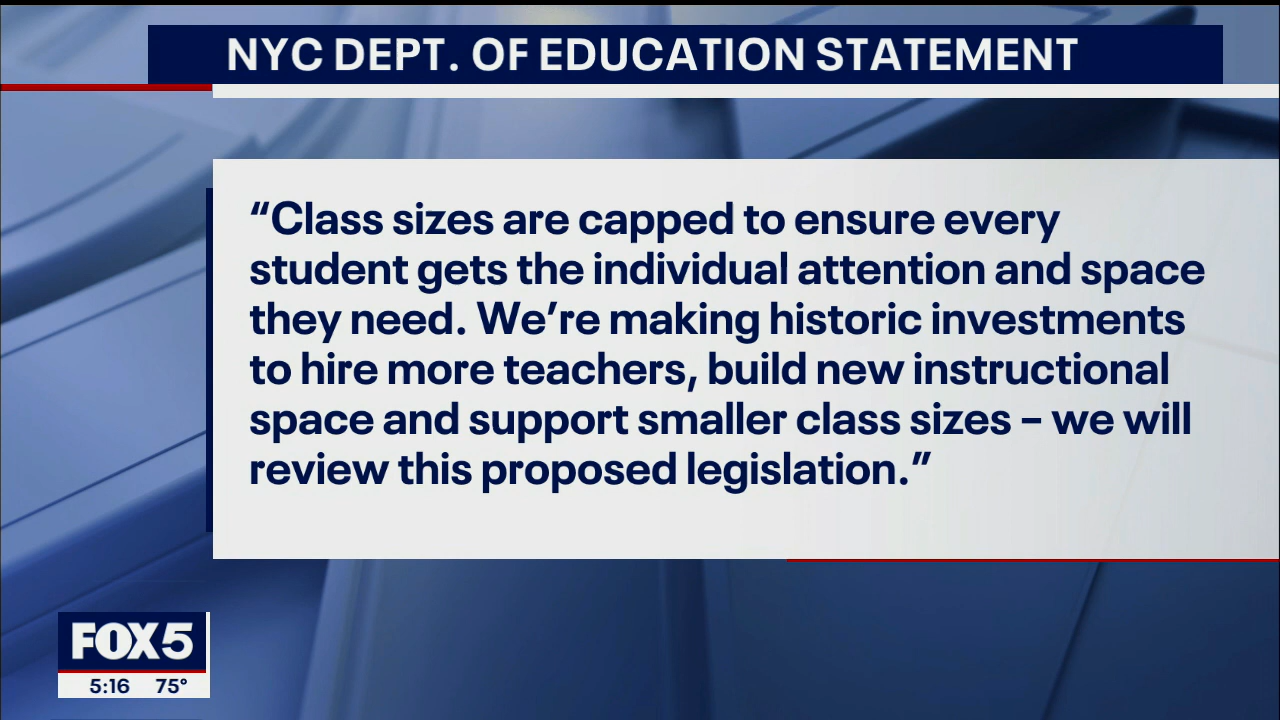 NYC DEPT. OF EDUCATION STATEMENT
“Class sizes are capped to ensure every
student gets the individual attention and space
they need. We’re making historic investments
to hire more teachers, build new instructional
space and support smaller class sizes – we will
review this proposed legislation.”
FOX5
5:16 75°